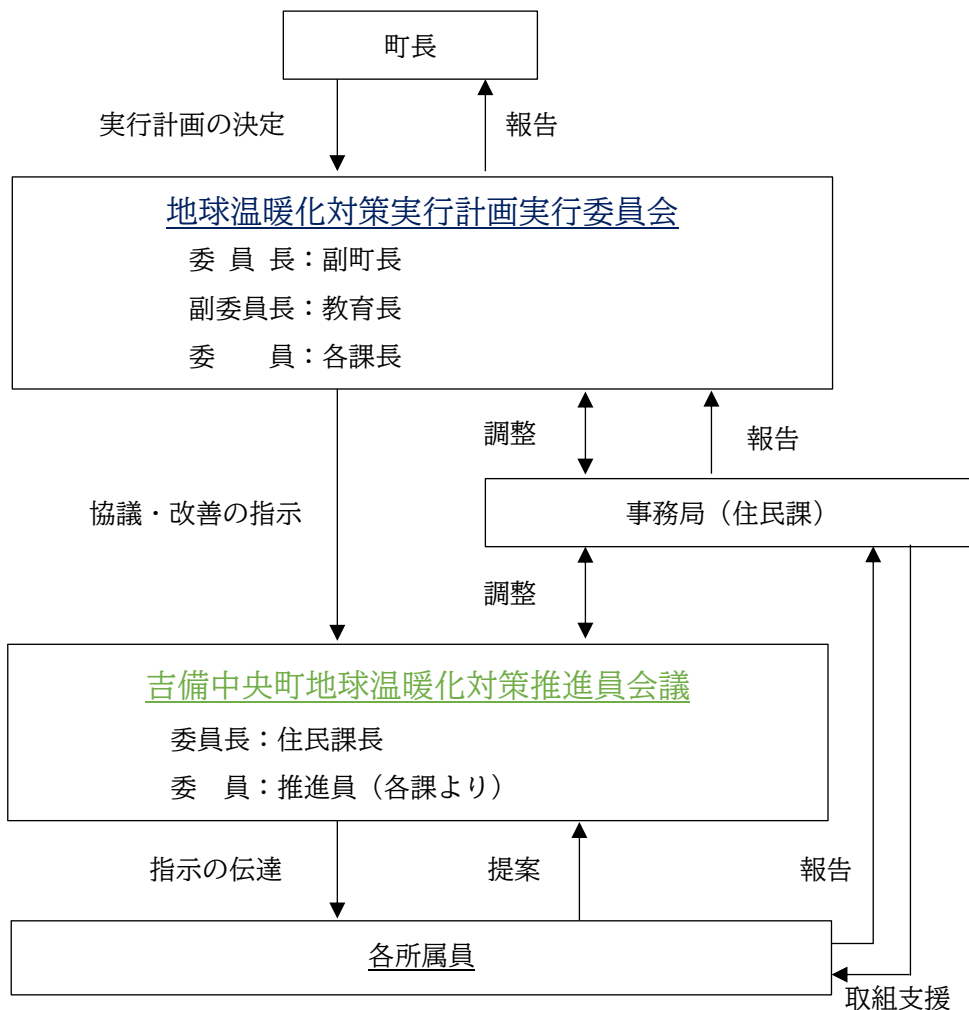 町長
実行計画の決定
報告
地球温暖化対策実行計画実行委員会
委 員 長：副町長
副委員長：教育長
委　　員：各課長
調整
報告
協議・改善の指示
事務局（住民課）
調整
吉備中央町地球温暖化対策推進員会議
委員長：住民課長
委　員：推進員（各課より）
指示の伝達
提案
報告
各所属員
取組支援